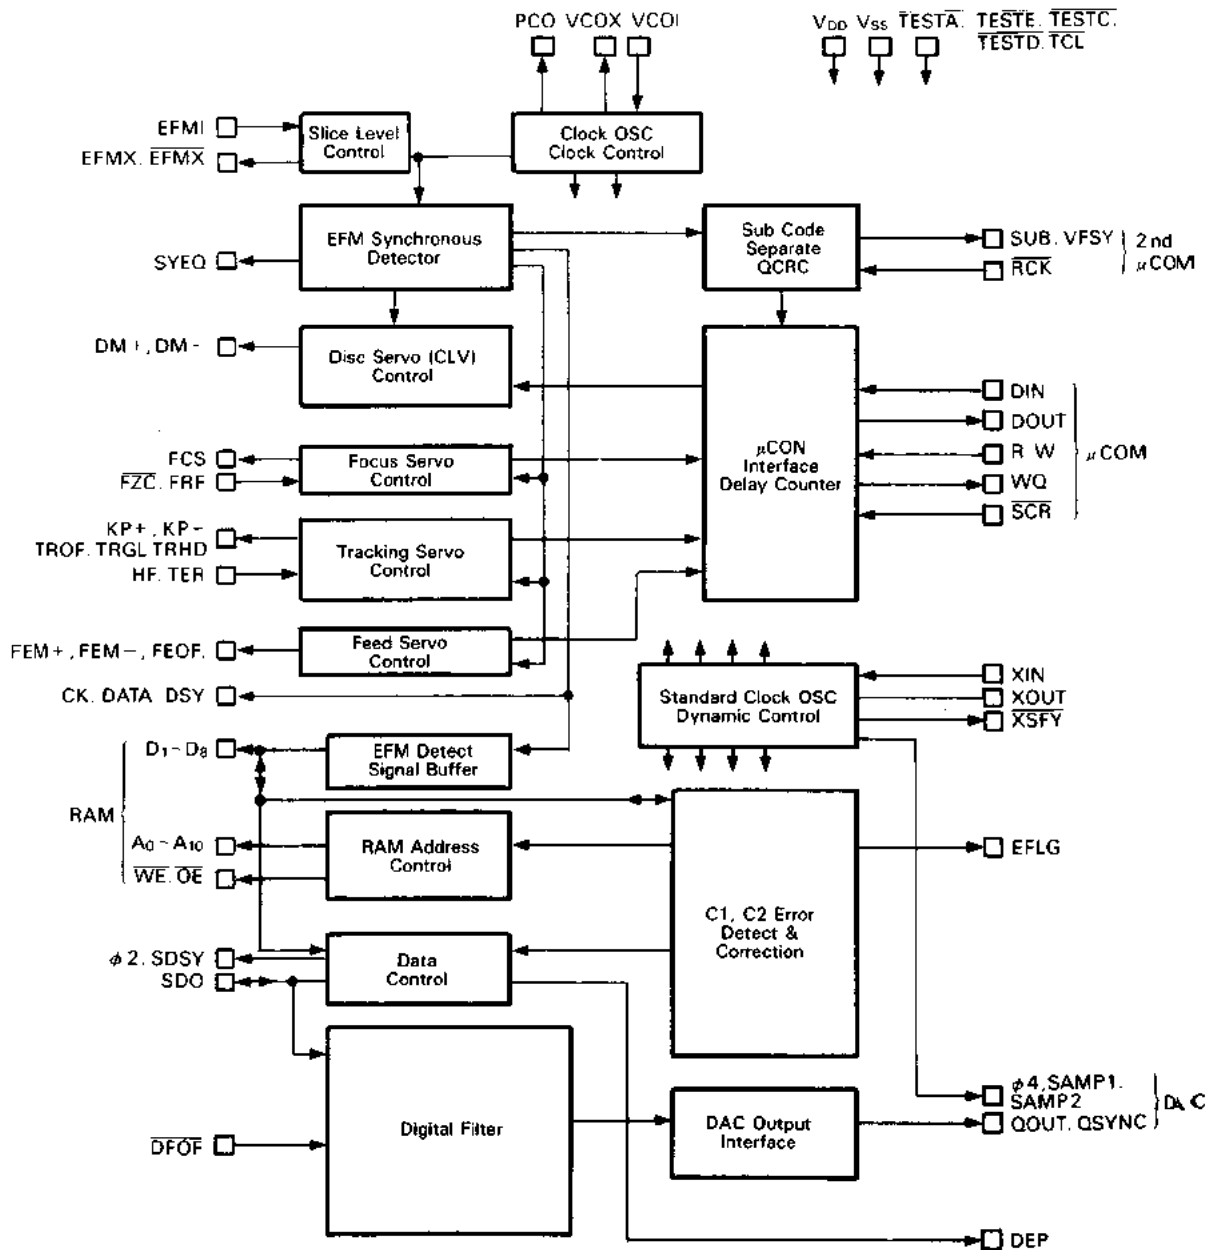 PCO VCOX VCOI
VDD VSS TESTA. TESTE. TESTC.
TESTD. TCL
EFMI
EFMX. EFMX
Slice Level
Control
Clock OSC
Clock Control
EFM Synchronous
Detector
SYEQ
Sub Code
Separate
QCRC
SUB. VFSY
RCK
2nd
μCOM
DM+, DM-
Disc Servo (CLV)
Control
DIN
DOUT
R W
WQ
SCR
μCOM
μCON
Interface
Delay Counter
FCS
FZC. FRF
Focus Servo
Control
KP+, KP-
TROF. TRGL TRHD
HF. TER
Tracking Servo
Control
FEM+, FEM-, FEOF.
Feed Servo
Control
CK. DATA DSY
Standard Clock OSC
Dynamic Control
XIN
XOUT
XSFY
RAM
D1~D8
EFM Detect
Signal Buffer
A0~A10
WE. OE
RAM Address
Control
C1, C2 Error
Detect &
Correction
EFLG
φ2. SDSY
SDO
Data
Control
Digital Filter
DFOF
DAC Output
Interface
φ4, SAMP1.
SAMP2
QOUT. QSYNC
DAC
DEP